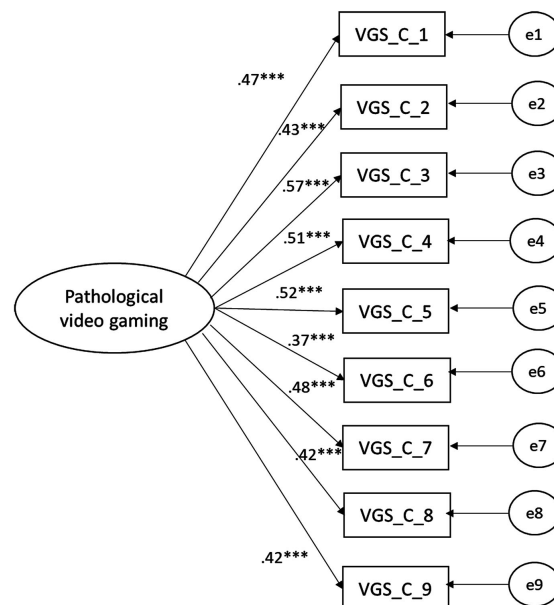 VGS_C_1
e1
.47***
VGS_C_2
e2
.43***
VGS_C_3
e3
.57***
VGS_C_4
e4
.51***
Pathological
video gaming
.52***
VGS_C_5
e5
.37***
VGS_C_6
e6
.48***
VGS_C_7
e7
.42***
VGS_C_8
e8
.42***
VGS_C_9
e9